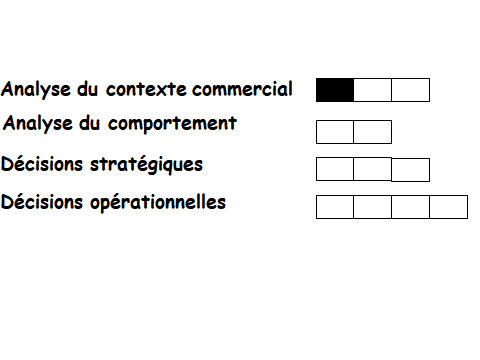 Analyse du contexte commercial
Analyse du comportement
Décisions stratégiques
Décisions opérationnelles